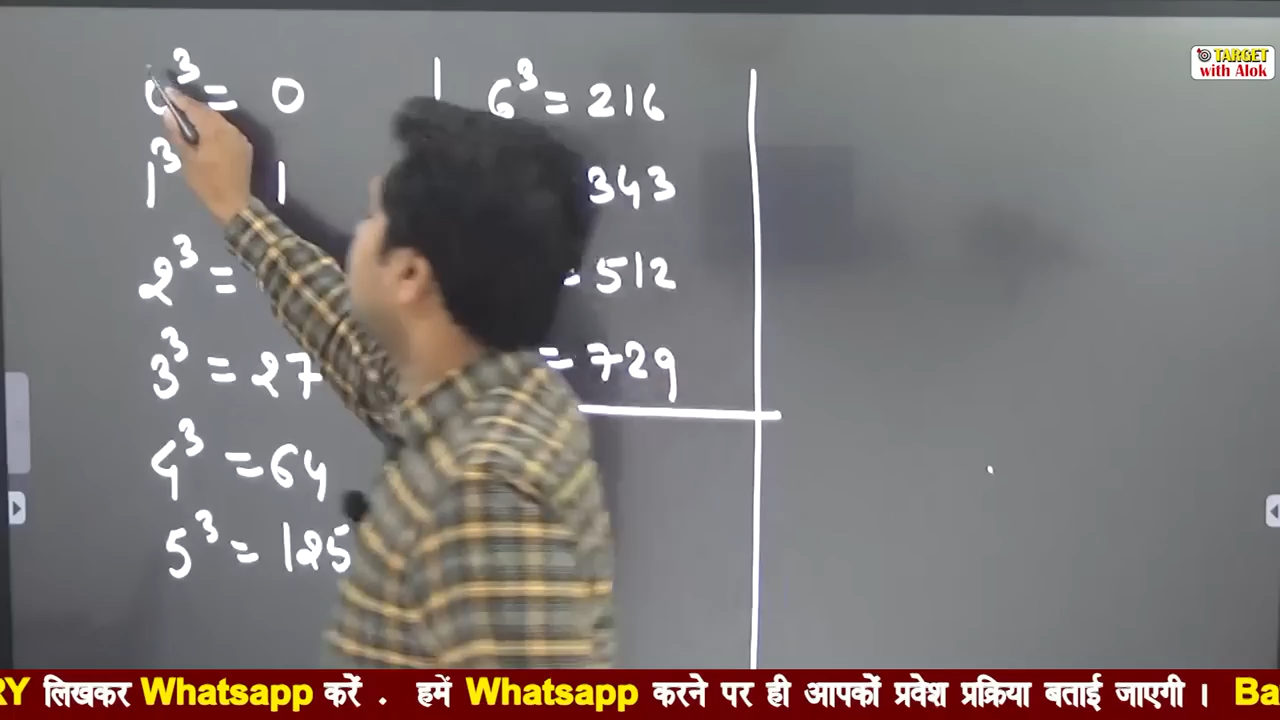 0³ = 0
1³ 1
2³ =
3³ = 27
4³ = 64
5³ = 125
6³ = 216
343
= 512
= 729
TARGET
with Alok
RY लिखकर Whatsapp करें . हमें Whatsapp करने पर ही आपकों प्रवेश प्रक्रिया बताई जाएगी । Ba